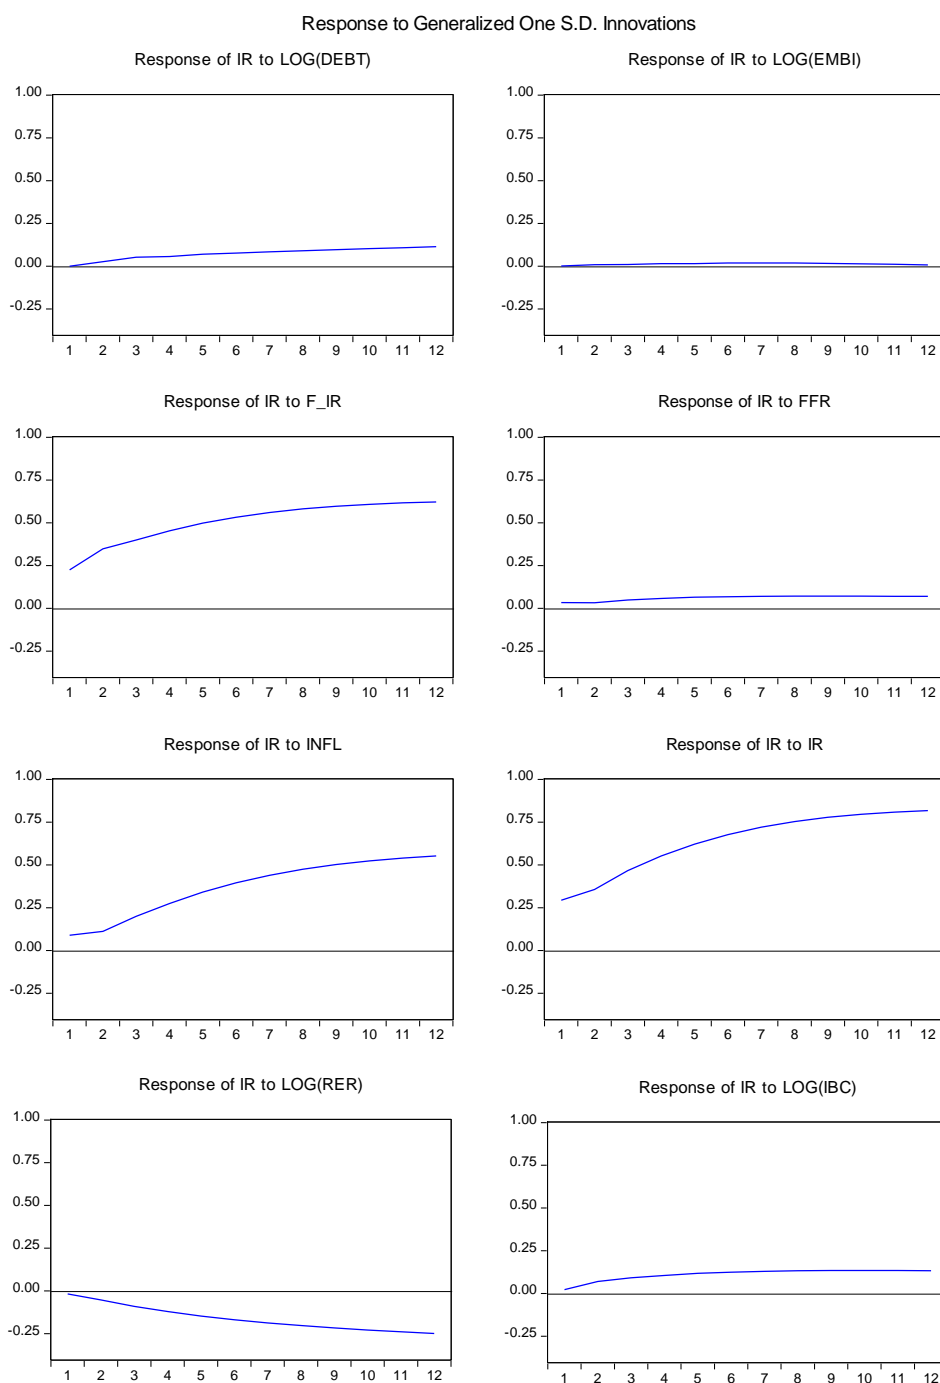 Response to Generalized One S.D. Innovations
Response of IR to LOG(DEBT)
1.00
0.75
0.50
0.25
0.00
-0.25
1 2 3 4 5 6 7 8 9 10 11 12
Response of IR to LOG(EMBI)
1.00
0.75
0.50
0.25
0.00
-0.25
1 2 3 4 5 6 7 8 9 10 11 12
Response of IR to F_IR
1.00
0.75
0.50
0.25
0.00
-0.25
1 2 3 4 5 6 7 8 9 10 11 12
Response of IR to FFR
1.00
0.75
0.50
0.25
0.00
-0.25
1 2 3 4 5 6 7 8 9 10 11 12
Response of IR to INFL
1.00
0.75
0.50
0.25
0.00
-0.25
1 2 3 4 5 6 7 8 9 10 11 12
Response of IR to IR
1.00
0.75
0.50
0.25
0.00
-0.25
1 2 3 4 5 6 7 8 9 10 11 12
Response of IR to LOG(RER)
1.00
0.75
0.50
0.25
0.00
-0.25
1 2 3 4 5 6 7 8 9 10 11 12
Response of IR to LOG(IBC)
1.00
0.75
0.50
0.25
0.00
-0.25
1 2 3 4 5 6 7 8 9 10 11 12